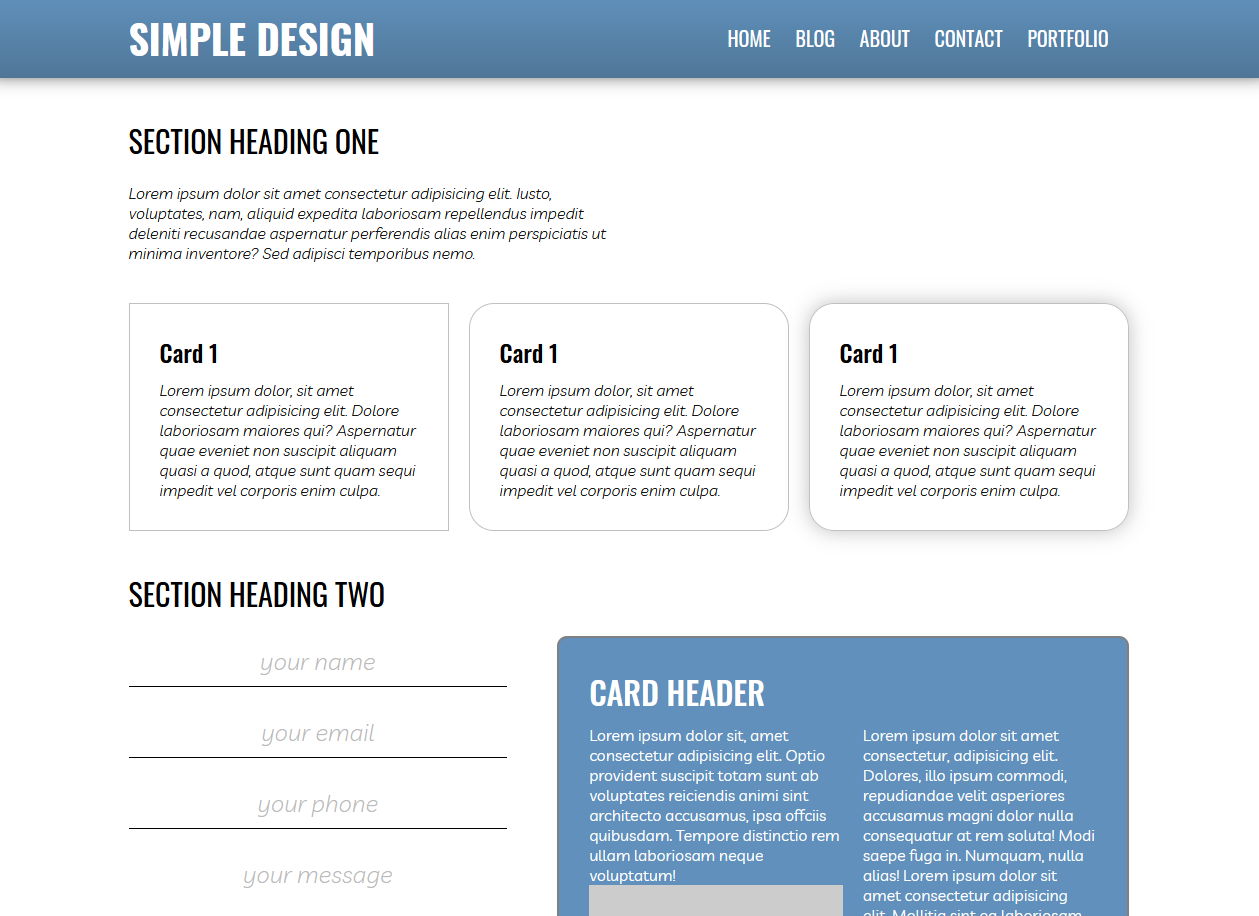 SIMPLE DESIGN
HOME BLOG ABOUT CONTACT PORTFOLIO
SECTION HEADING ONE
Lorem ipsum dolor sit amet consectetur adipisicing elit. Iusto,
voluptates, nam, aliquid expedita laboriosam repellendus impedit
deleniti recusandae aspernatur perferendis alias enim perspiciatis ut
minima inventore? Sed adipisci temporibus nemo.
Card 1
Lorem ipsum dolor, sit amet
consectetur adipisicing elit. Dolore
laboriosam maiores qui? Aspernatur
quae eveniet non suscipit aliquam
quasi a quod, atque sunt quam sequi
impedit vel corporis enim culpa.
Card 1
Lorem ipsum dolor, sit amet
consectetur adipisicing elit. Dolore
laboriosam maiores qui? Aspernatur
quae eveniet non suscipit aliquam
quasi a quod, atque sunt quam sequi
impedit vel corporis enim culpa.
Card 1
Lorem ipsum dolor, sit amet
consectetur adipisicing elit. Dolore
laboriosam maiores qui? Aspernatur
quae eveniet non suscipit aliquam
quasi a quod, atque sunt quam sequi
impedit vel corporis enim culpa.
SECTION HEADING TWO
your name
your email
your phone
your message
CARD HEADER
Lorem ipsum dolor sit, amet
consectetur adipisicing elit. Optio
provident suscipit totam sunt ab
voluptates reiciendis animi sint
architecto accusamus, ipsa offciis
quibusdam. Tempore distinctio rem
ullam laboriosam neque
voluptatum!
Lorem ipsum dolor sit amet
consectetur, adipisicing elit.
Dolores, illo ipsum commodi,
repudiandae velit asperiores
accusamus magni dolor nulla
consequatur at rem soluta! Modi
saepe fuga in. Numquam, nulla
alias! Lorem ipsum dolor sit
amet consectetur adipisicing
elit. Mollitia sint ea laboriosam